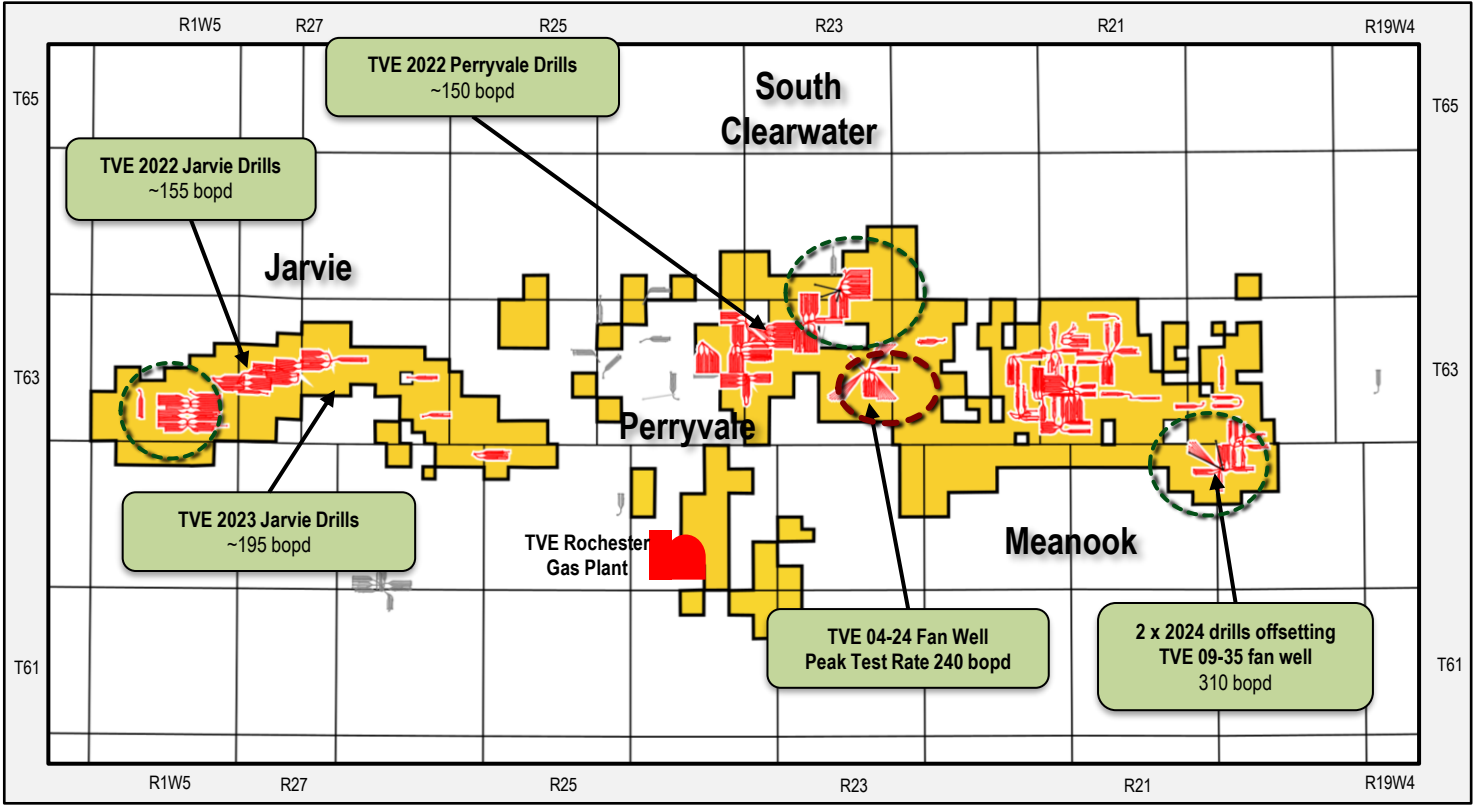 R1W5
R27
R25
R23
R21
R19W4
TVE 2022 Perryvale Drills
~150 bopd
South
Clearwater
T65
T65
TVE 2022 Jarvie Drills
~155 bopd
Jarvie
T63
T63
Perryvale
TVE 2023 Jarvie Drills
~195 bopd
TVE Rochester
Gas Plant
Meanook
TVE 04-24 Fan Well
Peak Test Rate 240 bopd
2 x 2024 drills offsetting
TVE 09-35 fan well
310 bopd
T61
T61
R1W5
R27
R25
R23
R21
R19W4